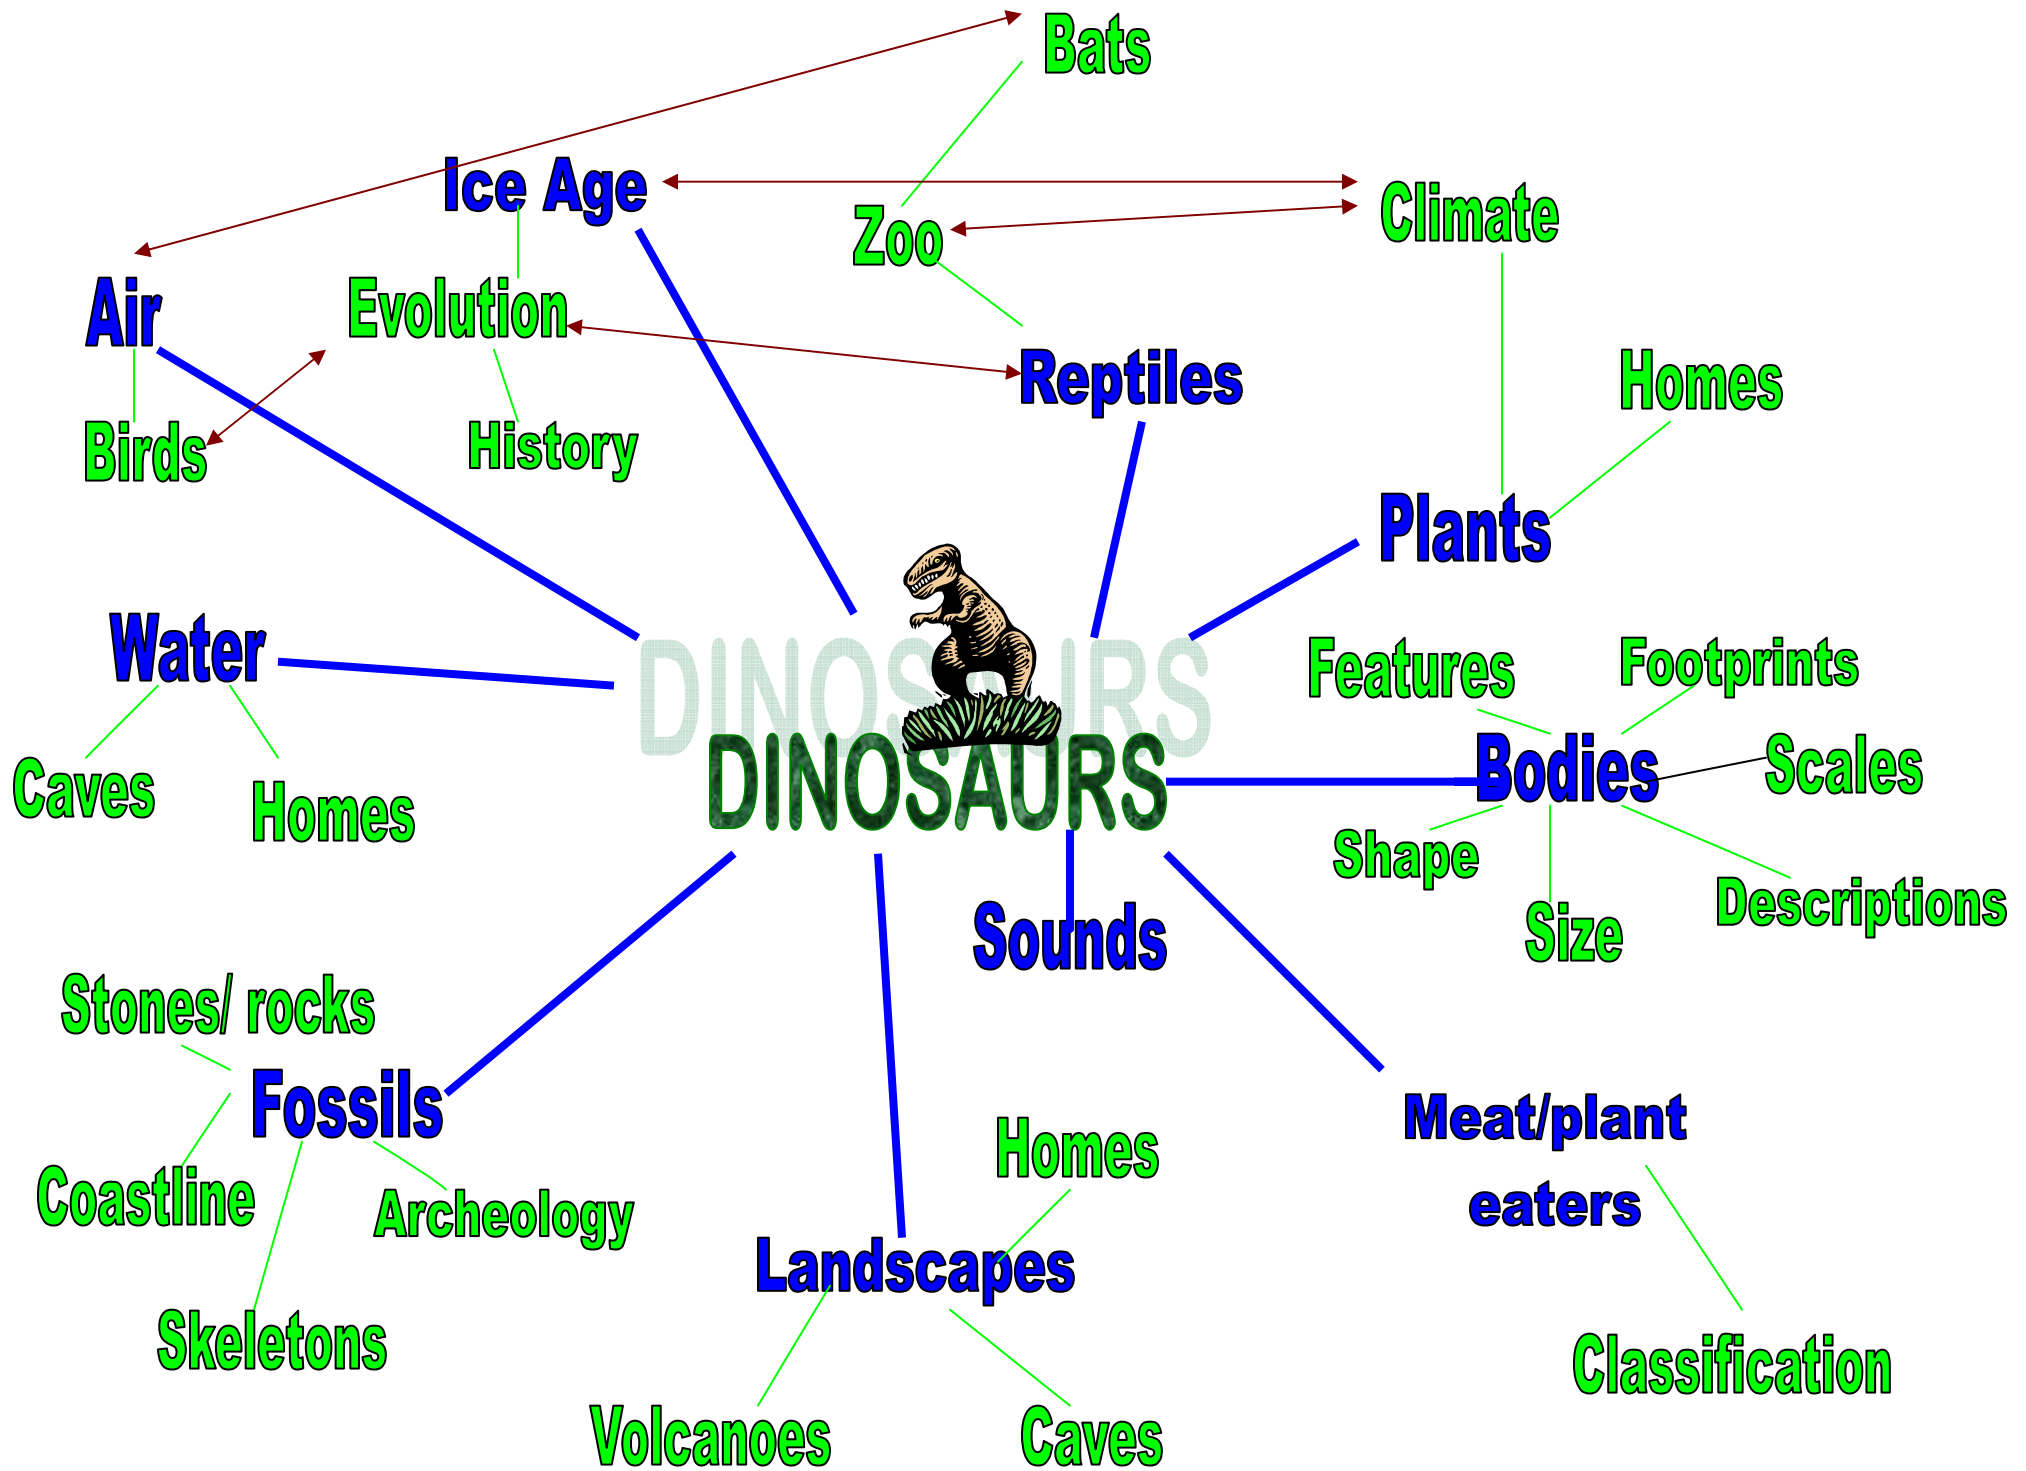 Bats
Ice Age
Climate
Zoo
Air
Evolution
Reptiles
Homes
Birds
History
Plants
Water
DINOSAURS
Features
Footprints
Caves
Homes
DINOSAURS
Bodies
Scales
Shape
Size
Descriptions
Sounds
Stones/ rocks
Fossils
Coastline
Archeology
Skeletons
Homes
Landscapes
Volcanoes
Caves
Meat/plant
eaters
Classification